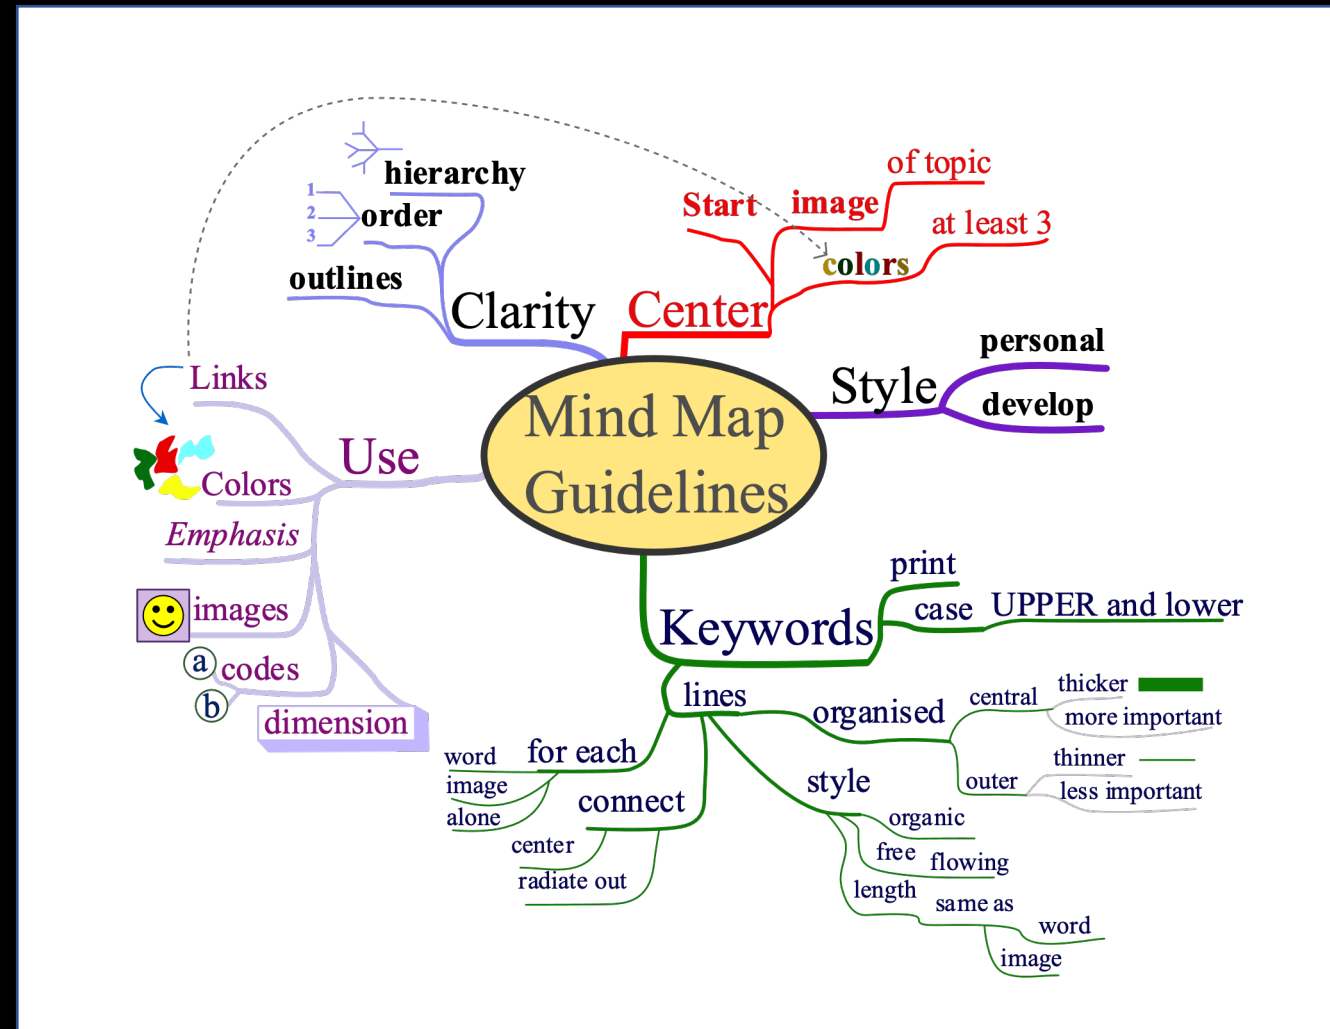 Mind Map
Guidelines
Center
Start
image
of topic
colors
at least 3
Style
personal
develop
Keywords
print
case
UPPER and lower
lines
organised
central
thicker
more important
outer
thinner
less important
style
organic
free
flowing
length
same as
word
image
connect
center
radiate out
for each
word
image
alone
Use
Links
Colors
Emphasis
images
codes
a
b
dimension
Clarity
hierarchy
order
1
2
3
outlines